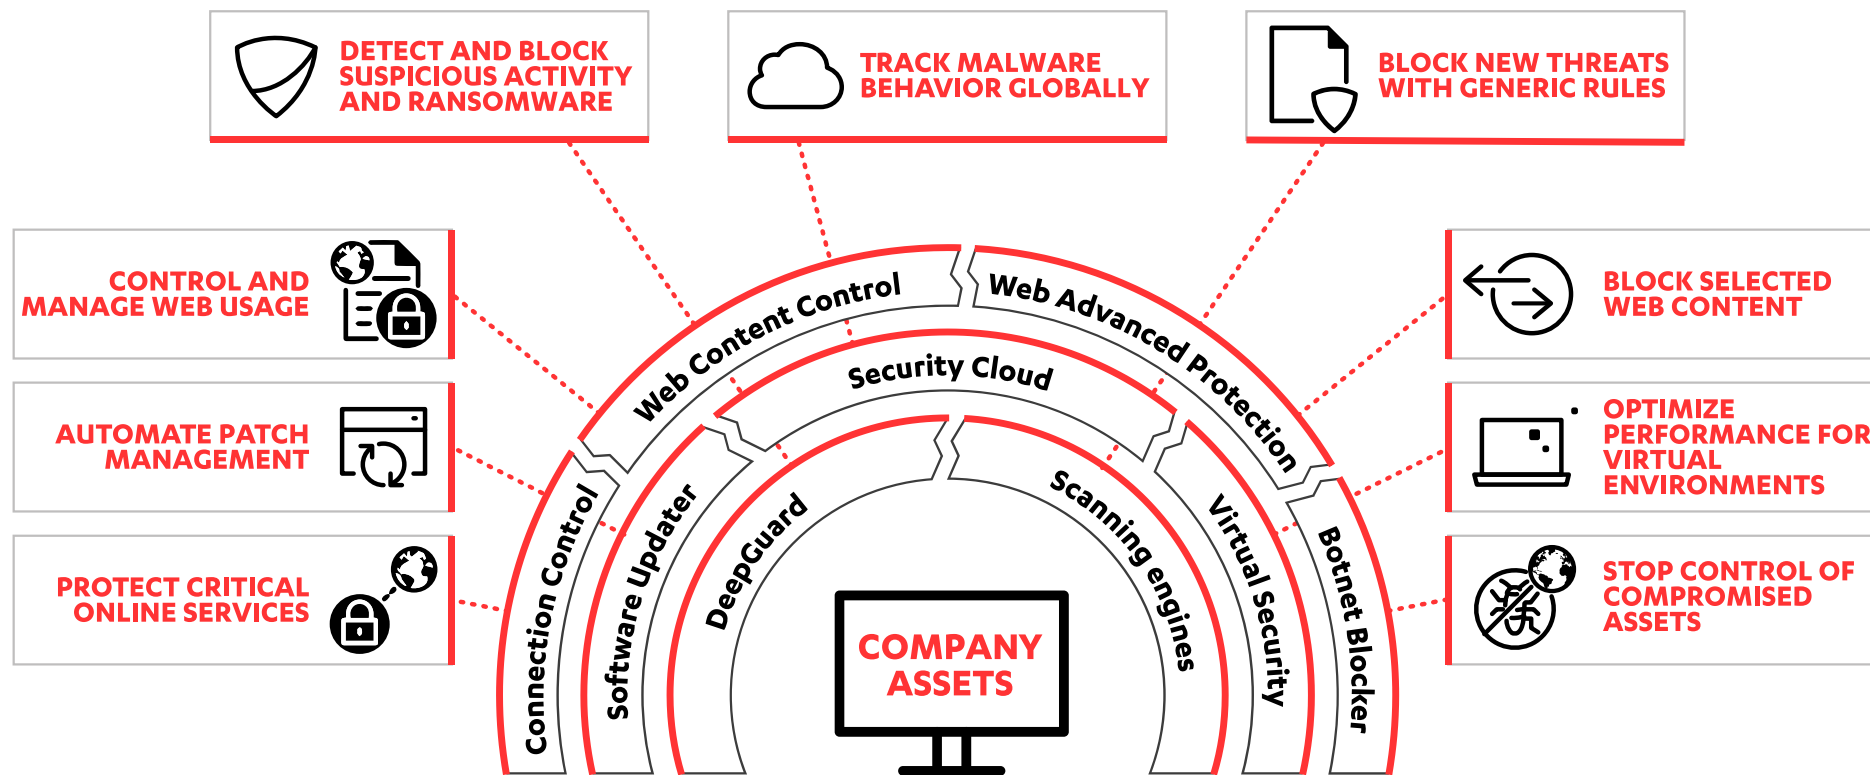 DETECT AND BLOCK
SUSPICIOUS ACTIVITY
AND RANSOMWARE
TRACK MALWARE
BEHAVIOR GLOBALLY
BLOCK NEW THREATS
WITH GENERIC RULES
CONTROL AND
MANAGE WEB USAGE
AUTOMATE PATCH
MANAGEMENT
PROTECT CRITICAL
ONLINE SERVICES
Connection Control
Web Content Control
Web Advanced Protection
Botnet Blocker
Software Updater
Security Cloud
Virtual Security
DeepGuard
Scanning engines
COMPANY
ASSETS
BLOCK SELECTED
WEB CONTENT
OPTIMIZE
PERFORMANCE FOR
VIRTUAL
ENVIRONMENTS
STOP CONTROL OF
COMPROMISED
ASSETS